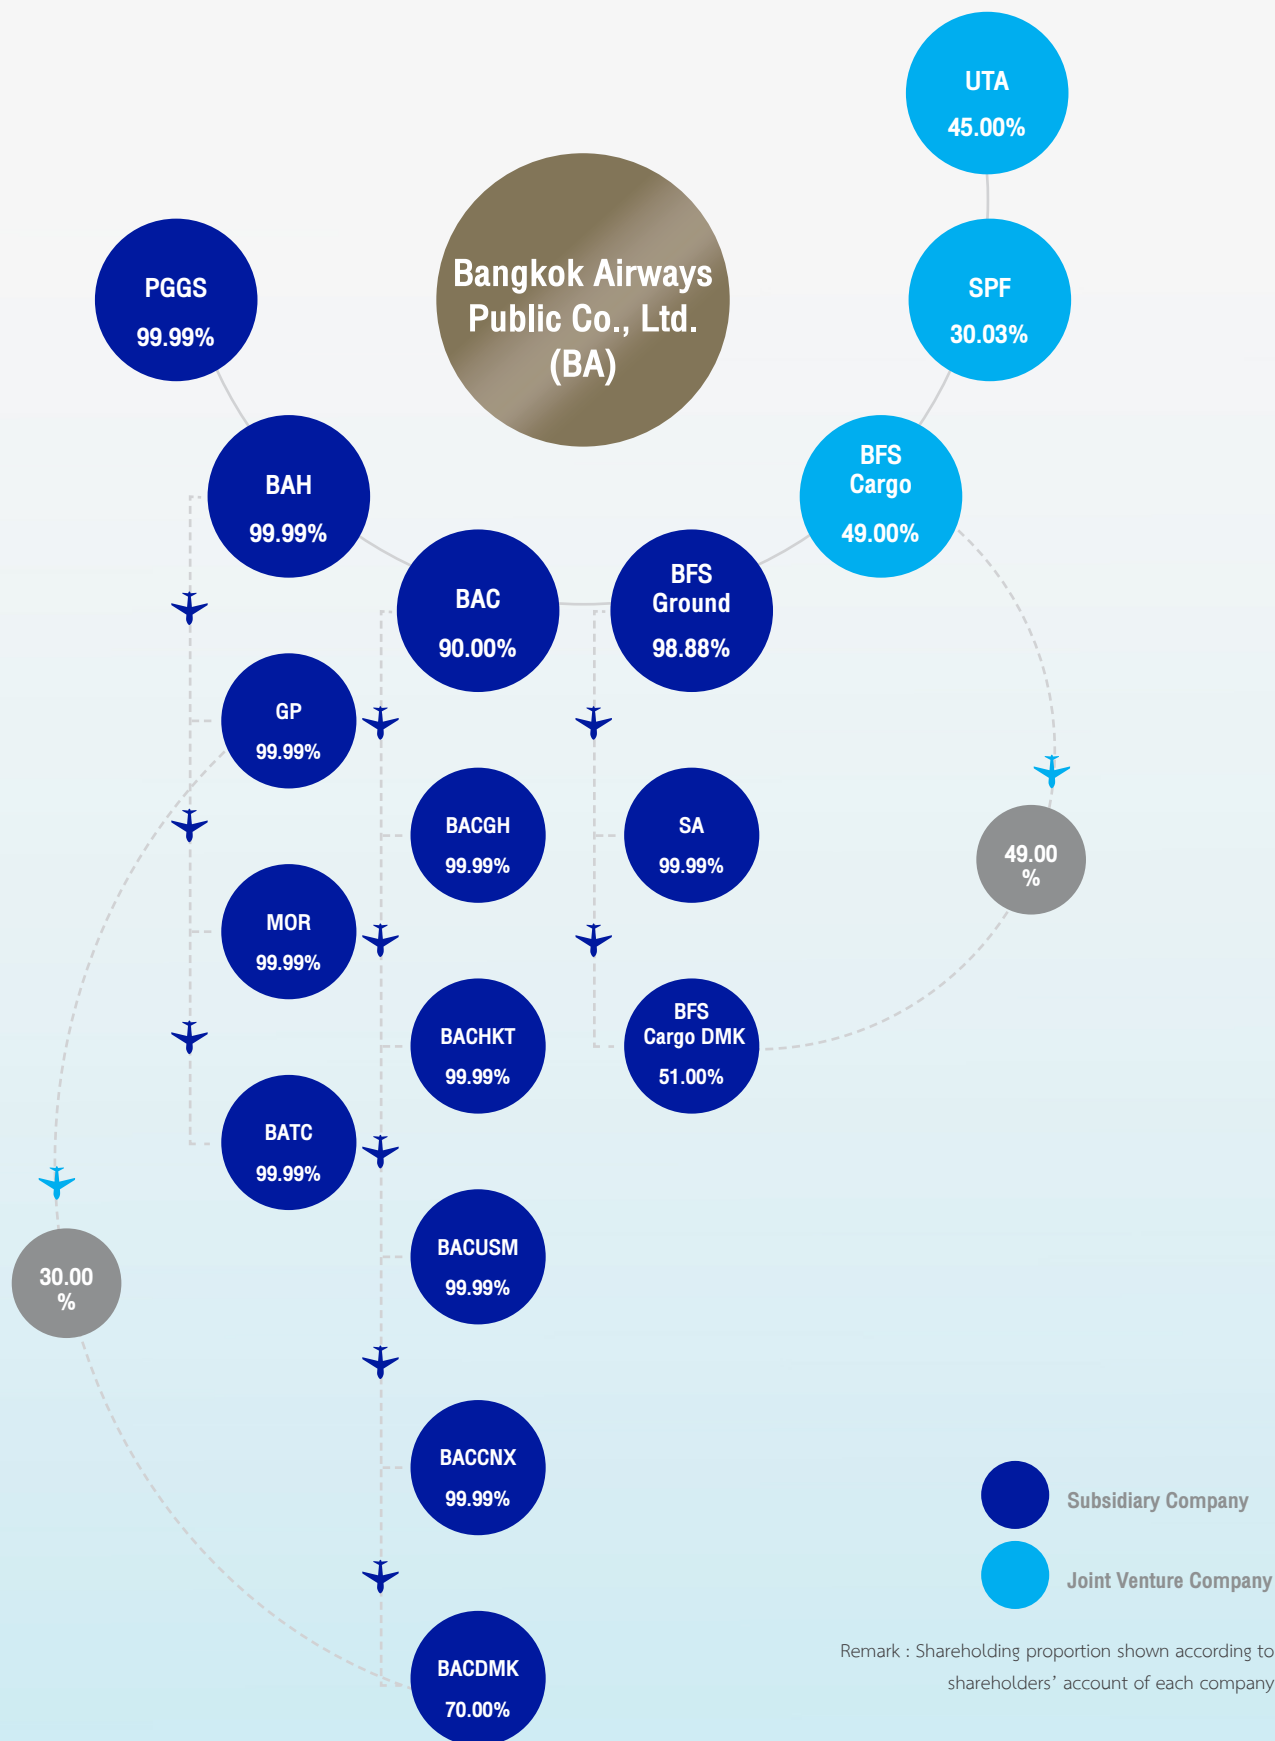 UTA
45.00%
Bangkok Airways
Public Co., Ltd.
(BA)
PGGS
99.99%
SPF
30.03%
BAH
99.99%
BFS
Cargo
49.00%
BAC
90.00%
BFS
Ground
98.88%
GP
99.99%
BACGH
99.99%
SA
99.99%
49.00
%
MOR
99.99%
BACHKT
99.99%
BFS
Cargo DMK
51.00%
BATC
99.99%
BACUSM
99.99%
30.00
%
BACCNX
99.99%
BACDMK
70.00%
Subsidiary Company
Joint Venture Company
Remark : Shareholding proportion shown according to
shareholders’ account of each company